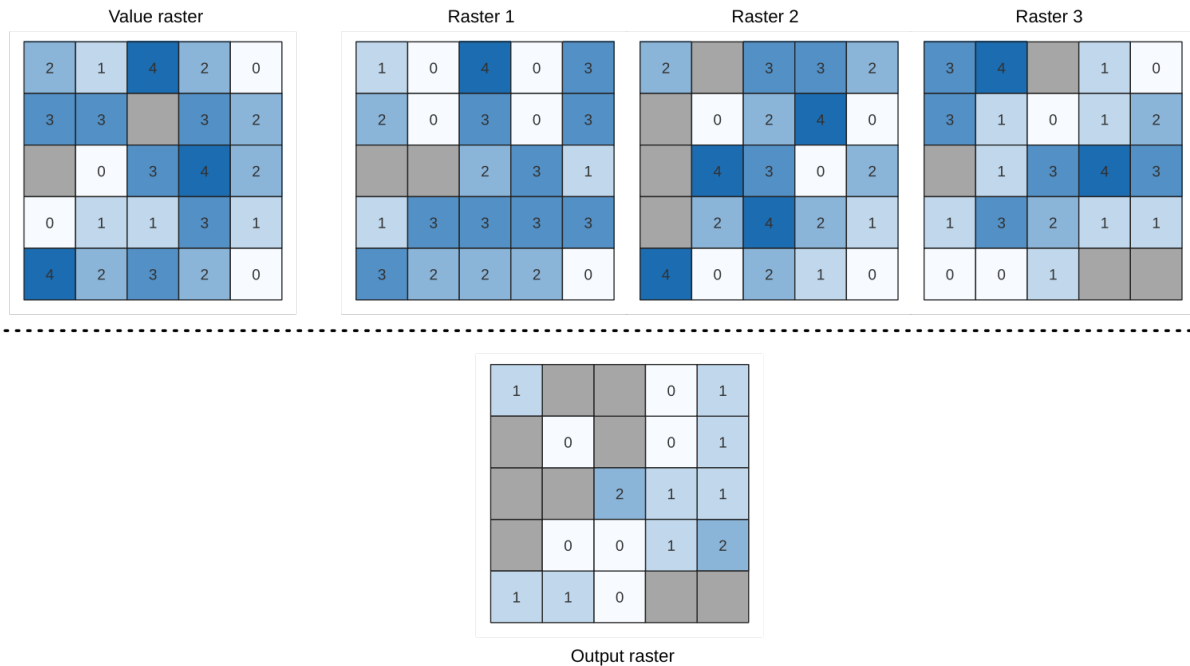 Value raster Raster 1 Raster 2 Raster 3
2 1 4 2 0 1 0 4 0 3 2 3 3 2 3 4 1 0
3 3 3 2 2 0 3 0 3 0 2 4 0 3 1 0 1 2
0 3 4 2 2 3 1 4 3 0 2 1 3 4 3
0 1 1 3 1 1 3 3 3 3 2 4 2 1 1 3 2 1 1
4 2 3 2 0 3 2 2 2 0 4 0 2 1 0 0 0 1
1 0 1
0 0 1
2 1 1
0 0 1 2
1 1 0
Output raster